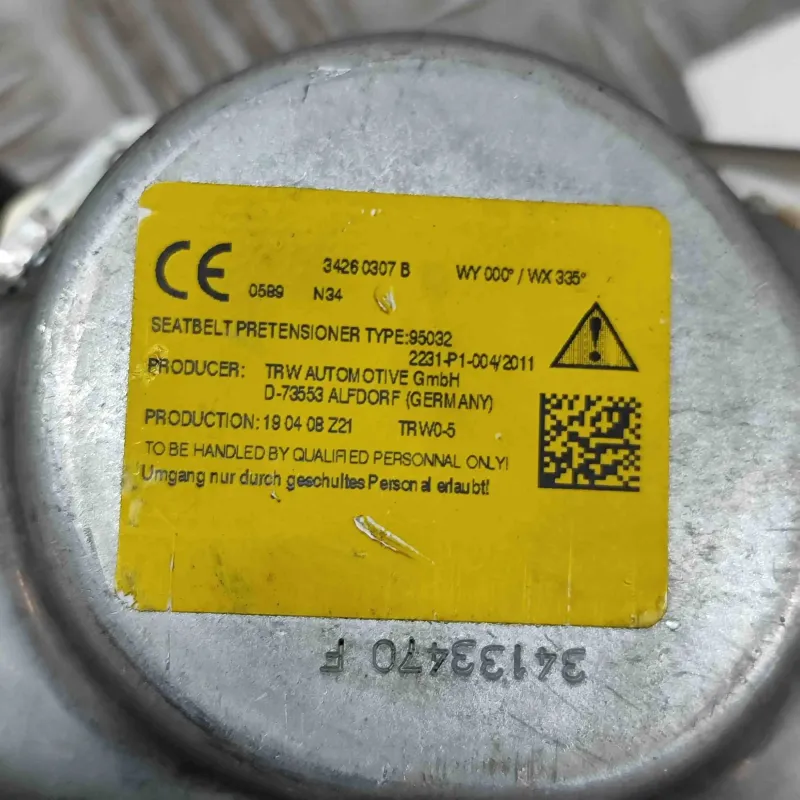 CE 34260307 B WY 000° / WX 335°
0589 N34
SEATBELT PRETENSIONER TYPE:95032
2231-P1-004/2011
PRODUCER: TRW AUTOMOTIVE GmbH
D-73553 ALFDORF (GERMANY)
PRODUCTION: 19 04 08 Z21 TRW0-5
TO BE HANDLED BY QUALIFIED PERSONNAL ONLY!
Umgang nur durch geschultes Personal erlaubt!
34133470 F